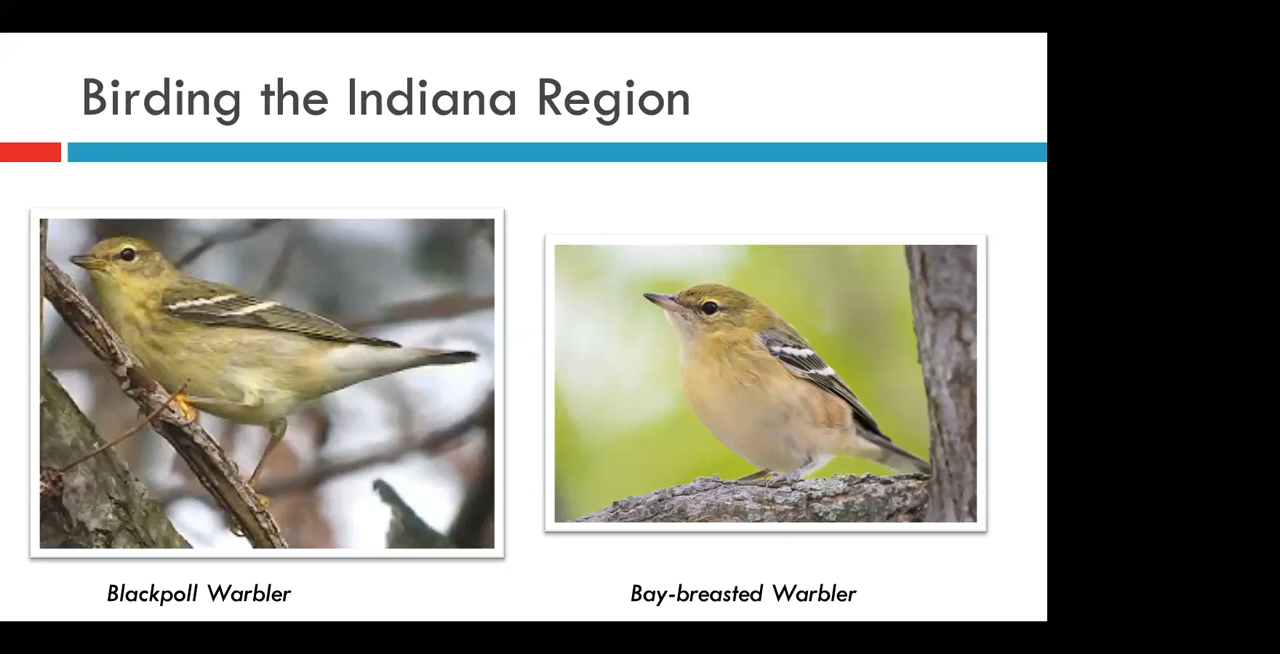 Birding the Indiana Region
Blackpoll Warbler
Bay-breasted Warbler